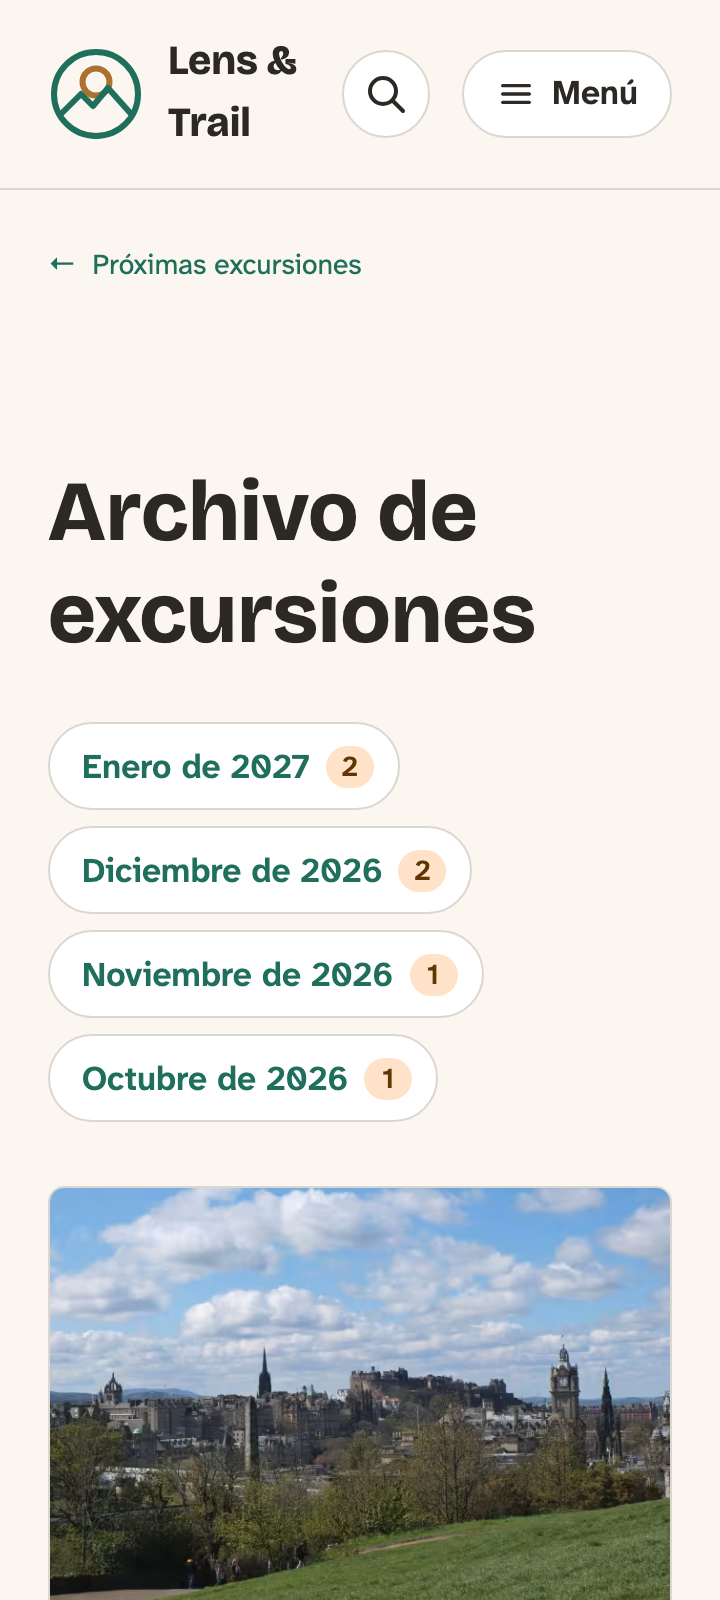 Lens &
Trail
Menú
← Próximas excursiones
Archivo de
excursiones
Enero de 2027 2
Diciembre de 2026 2
Noviembre de 2026 1
Octubre de 2026 1